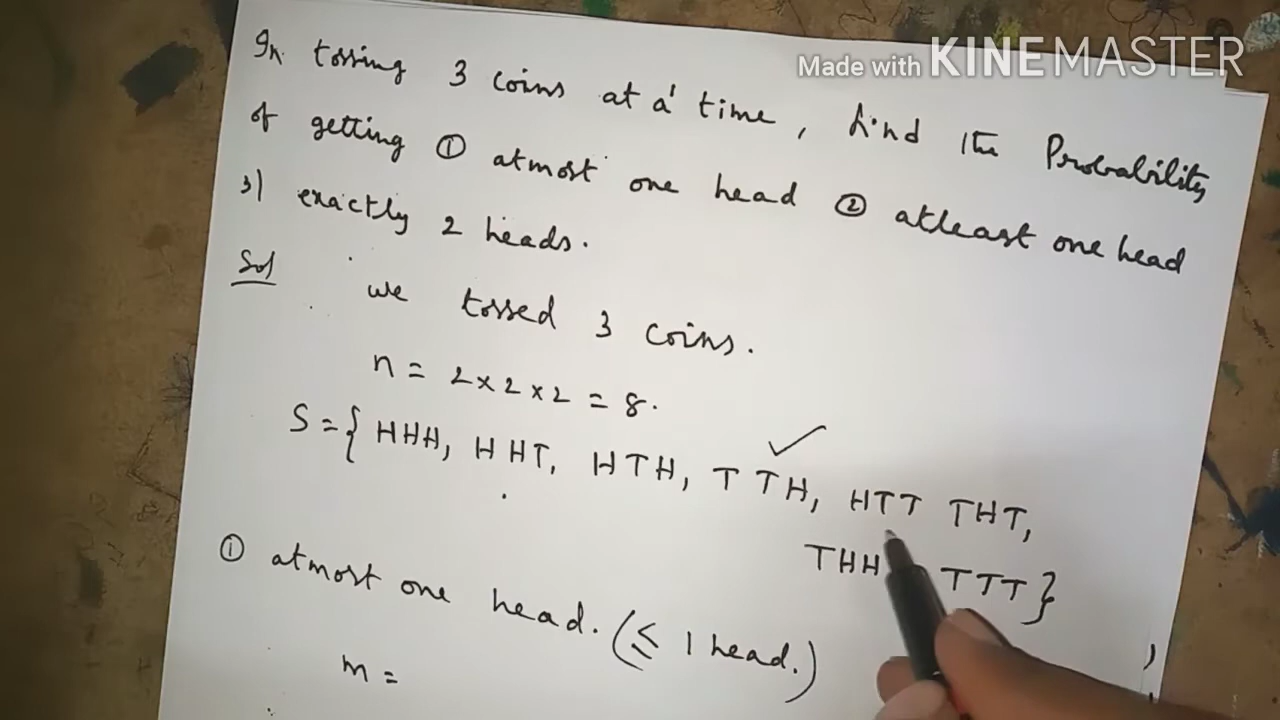 Made with KINEMASTER
In tossing 3 coins at a time, find the Probability
of getting ① atmost one head ② atleast one head
3) exactly 2 heads.
Sol we tossed 3 coins.
n = 2 x 2 x 2 = 8.
S = { HHH, HHT, HTH, TTH, HTT THT,
THH TTT }
① atmost one head. (≤ 1 head.)
m =